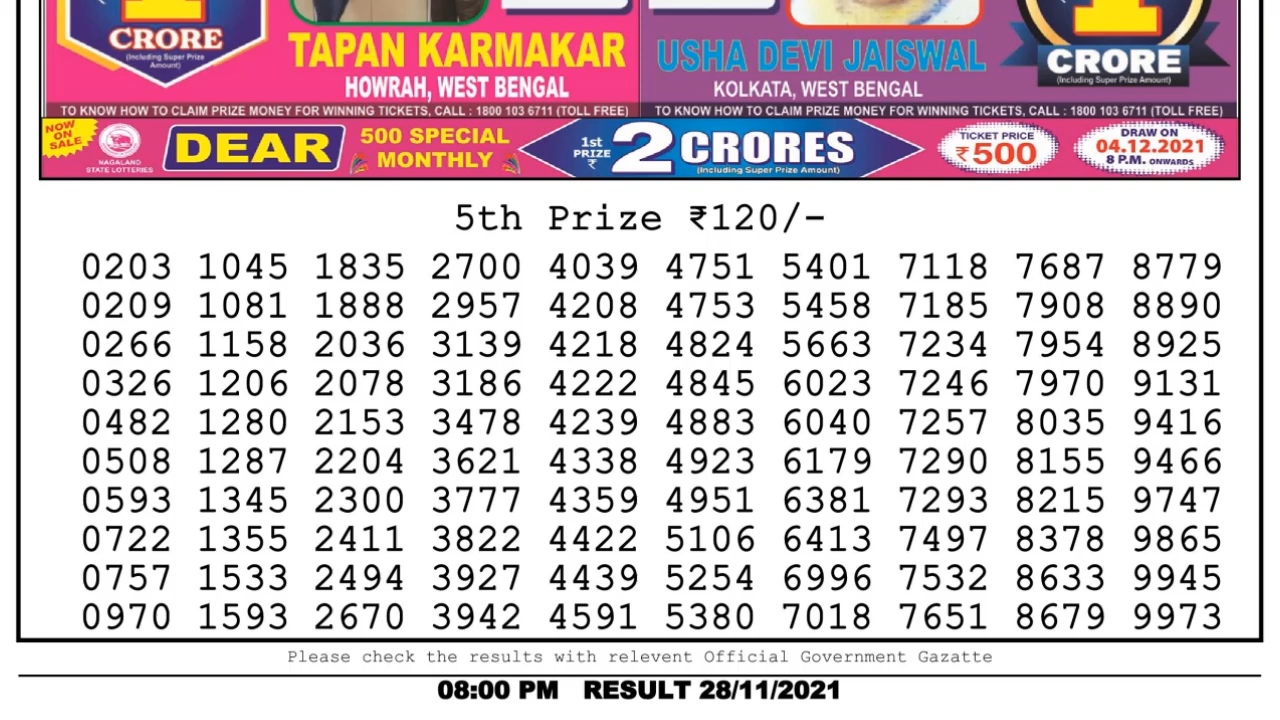 1
CRORE
(Including Super Prize
Amount)
TAPAN KARMAKAR
HOWRAH, WEST BENGAL
USHA DEVI JAISWAL
KOLKATA, WEST BENGAL
1
CRORE
(Including Super Prize Amount)
TO KNOW HOW TO CLAIM PRIZE MONEY FOR WINNING TICKETS, CALL : 1800 103 6711 (TOLL FREE)
TO KNOW HOW TO CLAIM PRIZE MONEY FOR WINNING TICKETS, CALL : 1800 103 6711 (TOLL FREE)
NOW
ON
SALE
NAGALAND
STATE LOTTERIES
DEAR
500 SPECIAL
MONTHLY
1st
PRIZE
₹
2 CRORES
(Including Super Prize Amount)
TICKET PRICE
₹500
DRAW ON
04.12.2021
8 P.M. ONWARDS
5th Prize ₹120/-
0203 1045 1835 2700 4039 4751 5401 7118 7687 8779
0209 1081 1888 2957 4208 4753 5458 7185 7908 8890
0266 1158 2036 3139 4218 4824 5663 7234 7954 8925
0326 1206 2078 3186 4222 4845 6023 7246 7970 9131
0482 1280 2153 3478 4239 4883 6040 7257 8035 9416
0508 1287 2204 3621 4338 4923 6179 7290 8155 9466
0593 1345 2300 3777 4359 4951 6381 7293 8215 9747
0722 1355 2411 3822 4422 5106 6413 7497 8378 9865
0757 1533 2494 3927 4439 5254 6996 7532 8633 9945
0970 1593 2670 3942 4591 5380 7018 7651 8679 9973
Please check the results with relevent Official Government Gazatte
08:00 PM RESULT 28/11/2021